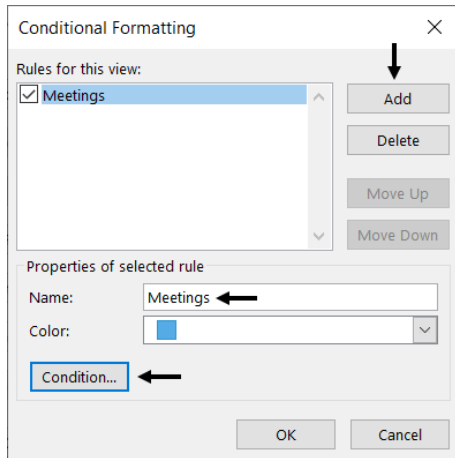 Conditional Formatting
Rules for this view:
Meetings
Add
Delete
Move Up
Move Down
Properties of selected rule
Name: Meetings
Color:
Condition...
OK Cancel